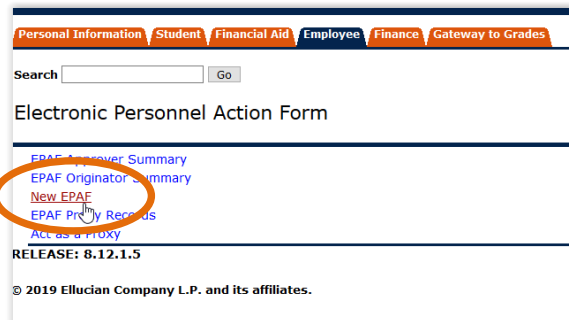 Personal Information Student Financial Aid Employee Finance Gateway to Grades
Search Go
Electronic Personnel Action Form
EPAF Approver Summary
EPAF Originator Summary
New EPAF
EPAF Proxy Records
Act as a Proxy
RELEASE: 8.12.1.5
© 2019 Ellucian Company L.P. and its affiliates.